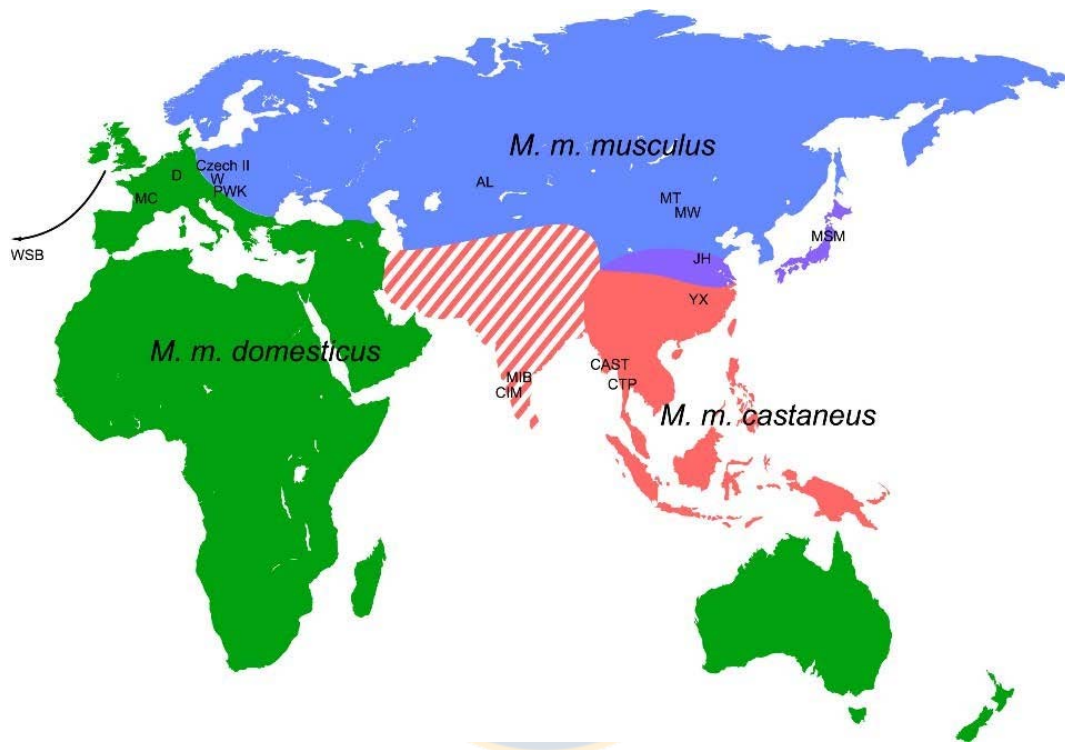 M. m. musculus
Czech II
D
W
AL
PWK
MC
MT
MW
MSM
WSB
JH
YX
M. m. domesticus
CAST
MIB
CTP
CIM
M. m. castaneus